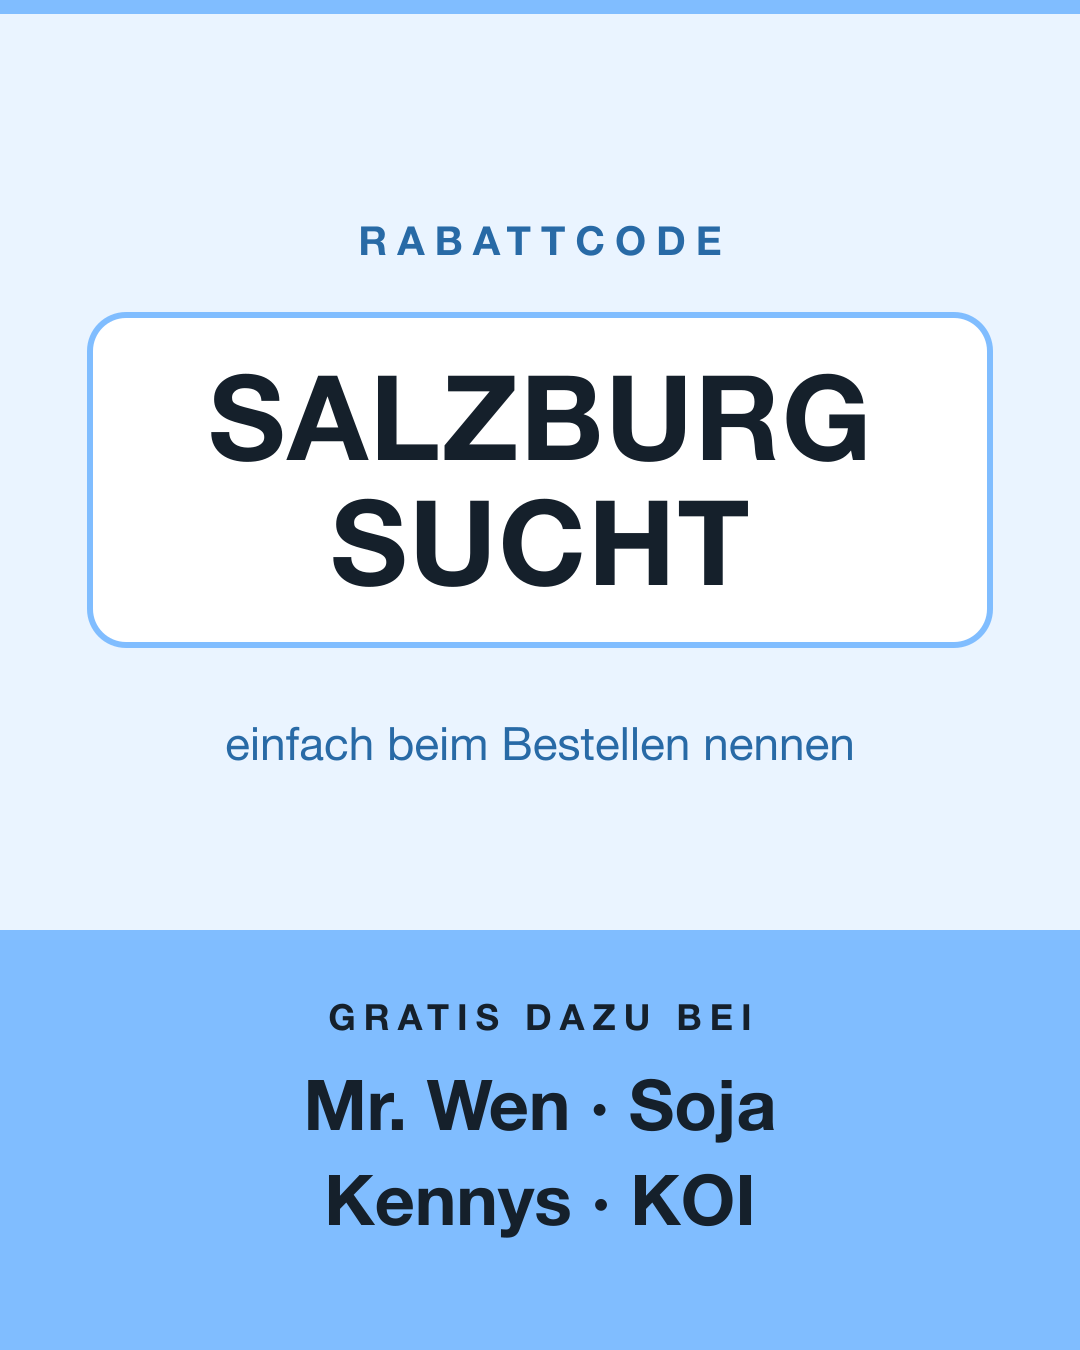 RABATTCODE
SALZBURG
SUCHT
einfach beim Bestellen nennen
GRATIS DAZU BEI
Mr. Wen · Soja
Kennys · KOI